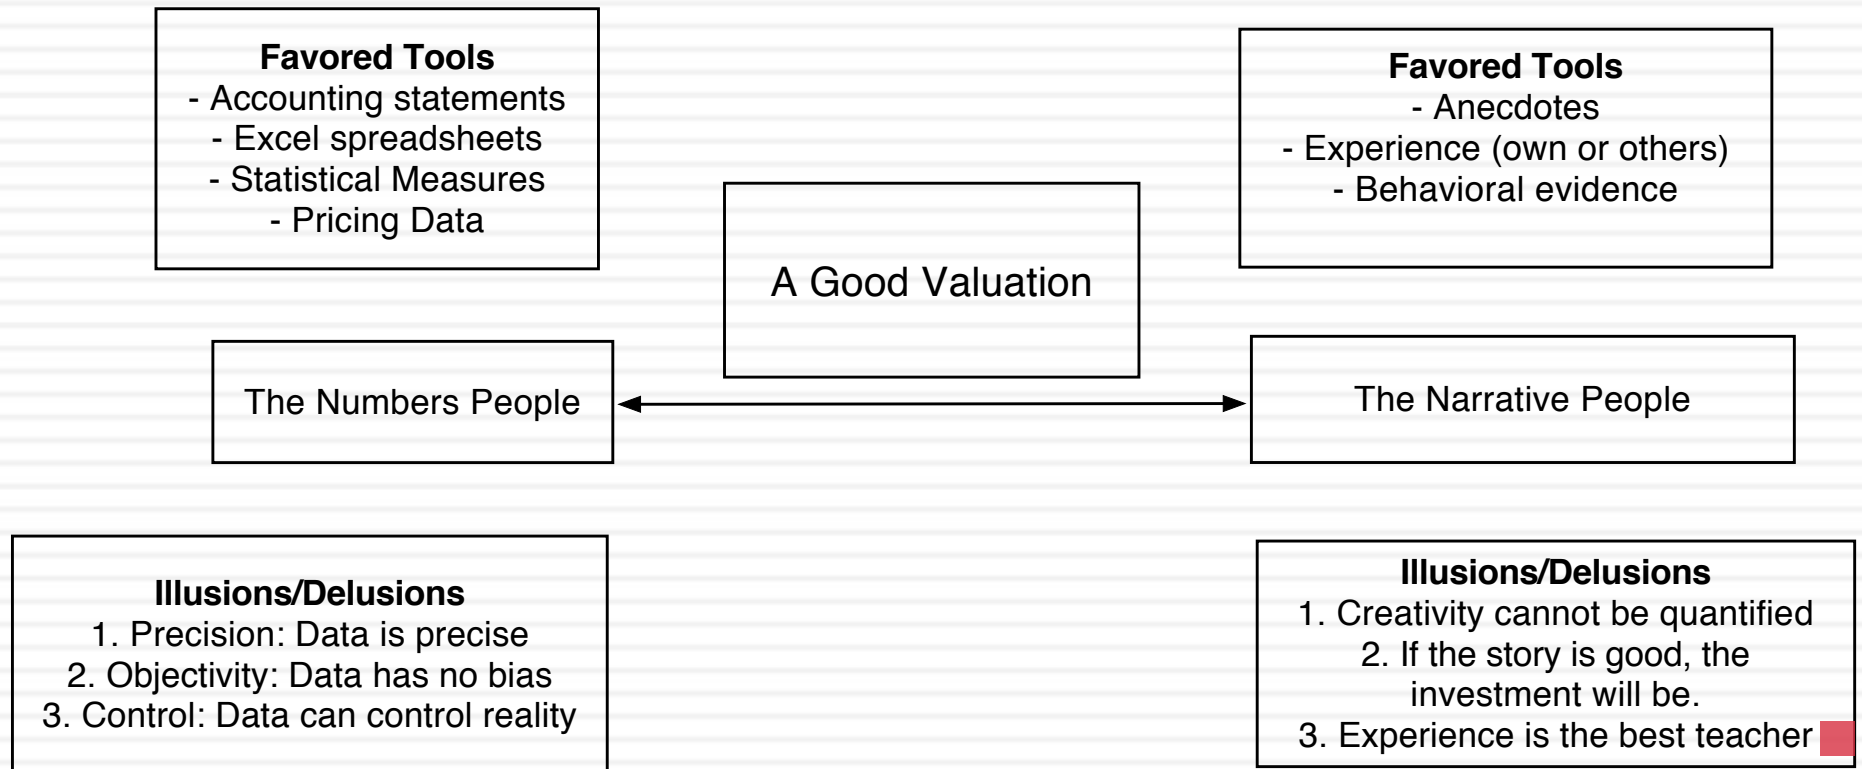 Favored Tools
- Accounting statements
- Excel spreadsheets
- Statistical Measures
- Pricing Data
Favored Tools
- Anecdotes
- Experience (own or others)
- Behavioral evidence
A Good Valuation
The Numbers People
The Narrative People
Illusions/Delusions
1. Precision: Data is precise
2. Objectivity: Data has no bias
3. Control: Data can control reality
Illusions/Delusions
1. Creativity cannot be quantified
2. If the story is good, the
investment will be.
3. Experience is the best teacher